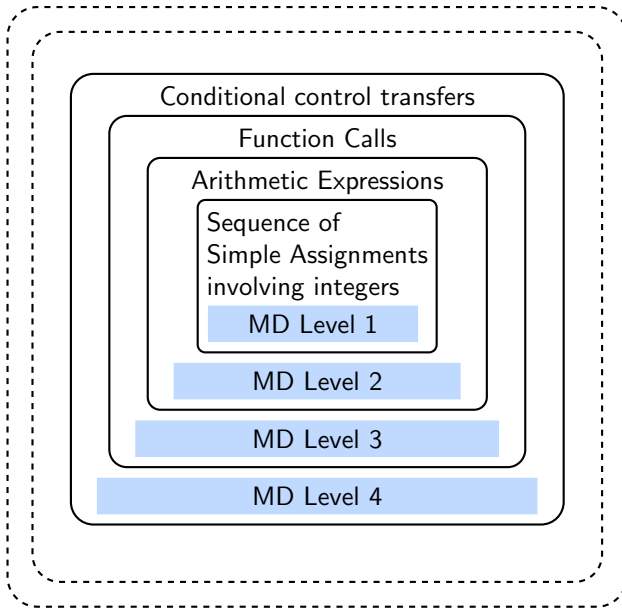 Conditional control transfers
Function Calls
Arithmetic Expressions
Sequence of
Simple Assignments
involving integers
MD Level 1
MD Level 2
MD Level 3
MD Level 4